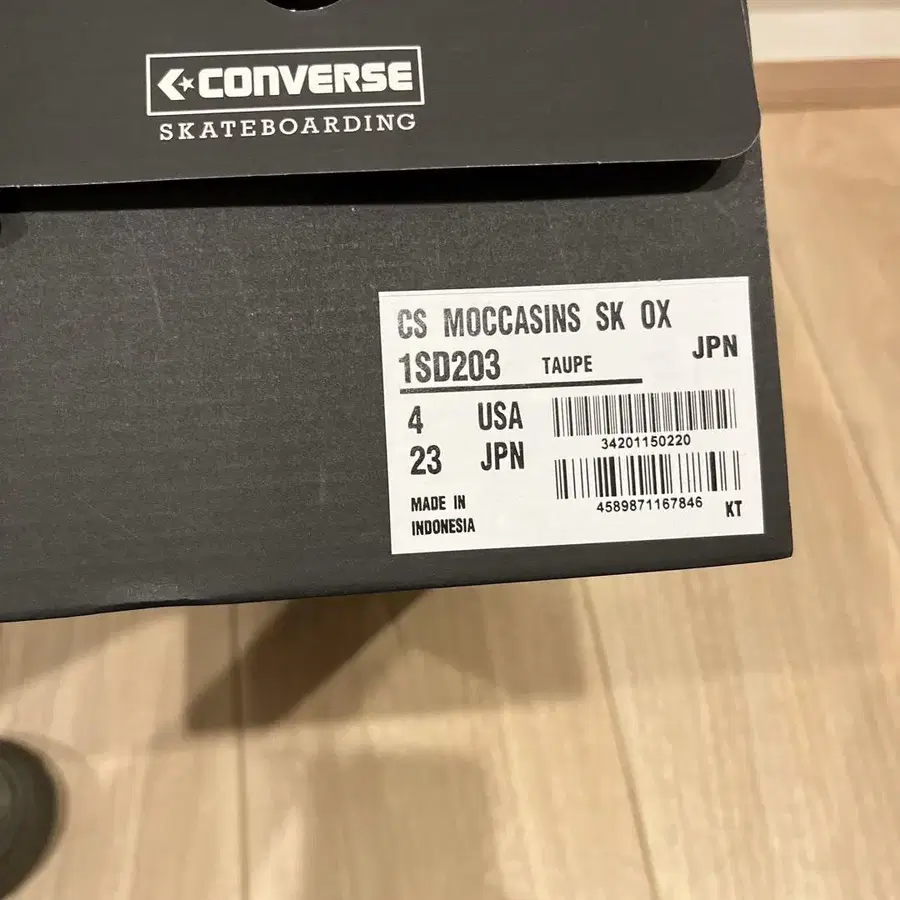 CONVERSE
SKATEBOARDING
CS MOCCASINS SK OX
1SD203 TAUPE JPN
4 USA
34201150220
23 JPN
4589871167846 KT
MADE IN
INDONESIA